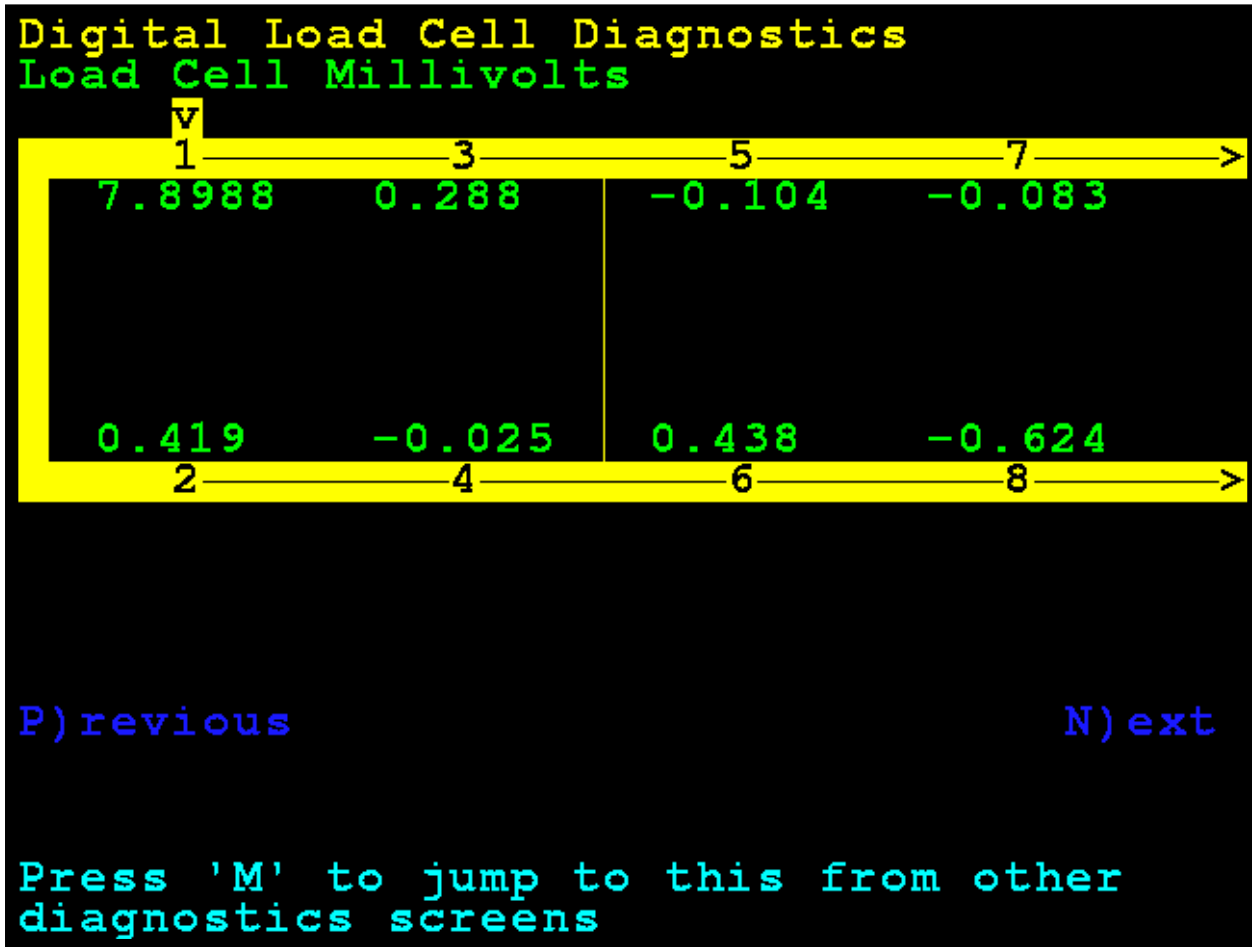 Digital Load Cell Diagnostics
Load Cell Millivolts
v
1 3 5 7 >
7.8988 0.288 -0.104 -0.083
0.419 -0.025 0.438 -0.624
2 4 6 8 >
P)revious N)ext
Press 'M' to jump to this from other
diagnostics screens